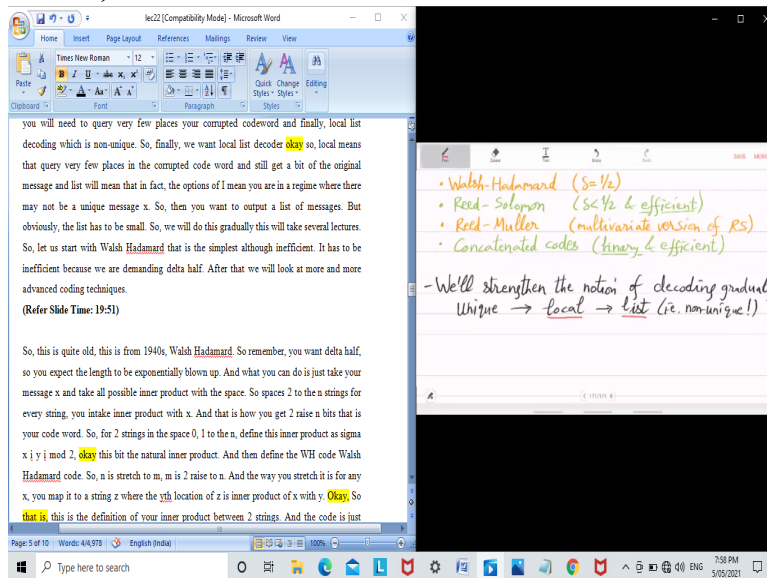 lec22 [Compatibility Mode] - Microsoft Word
Home Insert Page Layout References Mailings Review View
Times New Roman 12
Paste
Quick Styles
Change Styles
Editing
Clipboard Font Paragraph Styles
you will need to query very few places your corrupted codeword and finally, local list
decoding which is non-unique. So, finally, we want local list decoder okay so, local means
that query very few places in the corrupted code word and still get a bit of the original
message and list will mean that in fact, the options of I mean you are in a regime where there
may not be a unique message x. So, then you want to output a list of messages. But
obviously, the list has to be small. So, we will do this gradually this will take several lectures.
So, let us start with Walsh Hadamard that is the simplest although inefficient. It has to be
inefficient because we are demanding delta half. After that we will look at more and more
advanced coding techniques.
(Refer Slide Time: 19:51)
So, this is quite old, this is from 1940s, Walsh Hadamard. So remember, you want delta half,
so you expect the length to be exponentially blown up. And what you can do is just take your
message x and take all possible inner product with the space. So spaces 2 to the n strings for
every string, you intake inner product with x. And that is how you get 2 raise n bits that is
your code word. So, for 2 strings in the space 0, 1 to the n, define this inner product as sigma
x i y i mod 2, okay this bit the natural inner product. And then define the WH code Walsh
Hadamard code. So, n is stretch to m, m is 2 raise to n. And the way you stretch it is for any
x, you map it to a string z where the yth location of z is inner product of x with y. Okay, So
that is, this is the definition of your inner product between 2 strings. And the code is just
Page: 5 of 10 Words: 4/4,978 English (India) 100%
SAVE MORE
• Walsh-Hadamard (δ=½)
• Reed-Solomon (δ<½ & efficient)
• Reed-Muller (multivariate version of RS)
• Concatenated codes (binary & efficient)
- We'll strengthen the notion of decoding gradual
Unique → local → list (ie. non-unique!)
Type here to search
ENG
7:58 PM
5/05/2021